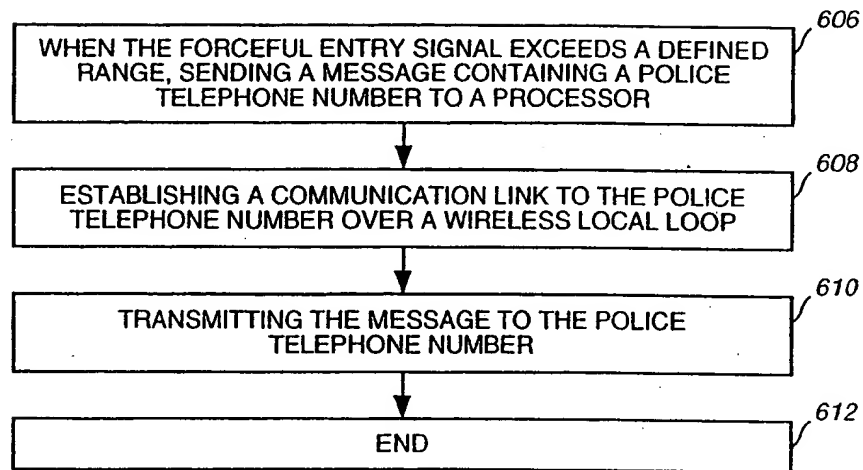 606
WHEN THE FORCEFUL ENTRY SIGNAL EXCEEDS A DEFINED
RANGE, SENDING A MESSAGE CONTAINING A POLICE
TELEPHONE NUMBER TO A PROCESSOR
608
ESTABLISHING A COMMUNICATION LINK TO THE POLICE
TELEPHONE NUMBER OVER A WIRELESS LOCAL LOOP
610
TRANSMITTING THE MESSAGE TO THE POLICE
TELEPHONE NUMBER
612
END